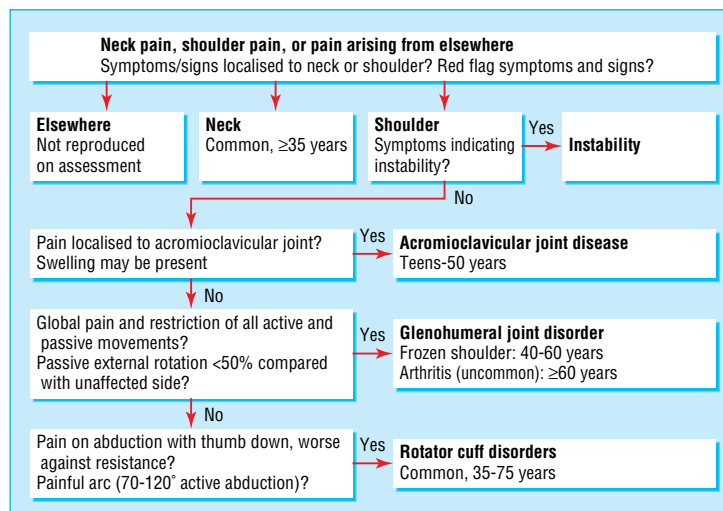 Neck pain, shoulder pain, or pain arising from elsewhere
Symptoms/signs localised to neck or shoulder? Red flag symptoms and signs?
Elsewhere
Not reproduced
on assessment
Neck
Common, ≥35 years
Shoulder
Symptoms indicating
instability?
Yes
Instability
No
Pain localised to acromioclavicular joint?
Swelling may be present
Yes
Acromioclavicular joint disease
Teens-50 years
No
Global pain and restriction of all active and
passive movements?
Passive external rotation <50% compared
with unaffected side?
Yes
Glenohumeral joint disorder
Frozen shoulder: 40-60 years
Arthritis (uncommon): ≥60 years
No
Pain on abduction with thumb down, worse
against resistance?
Painful arc (70-120° active abduction)?
Yes
Rotator cuff disorders
Common, 35-75 years